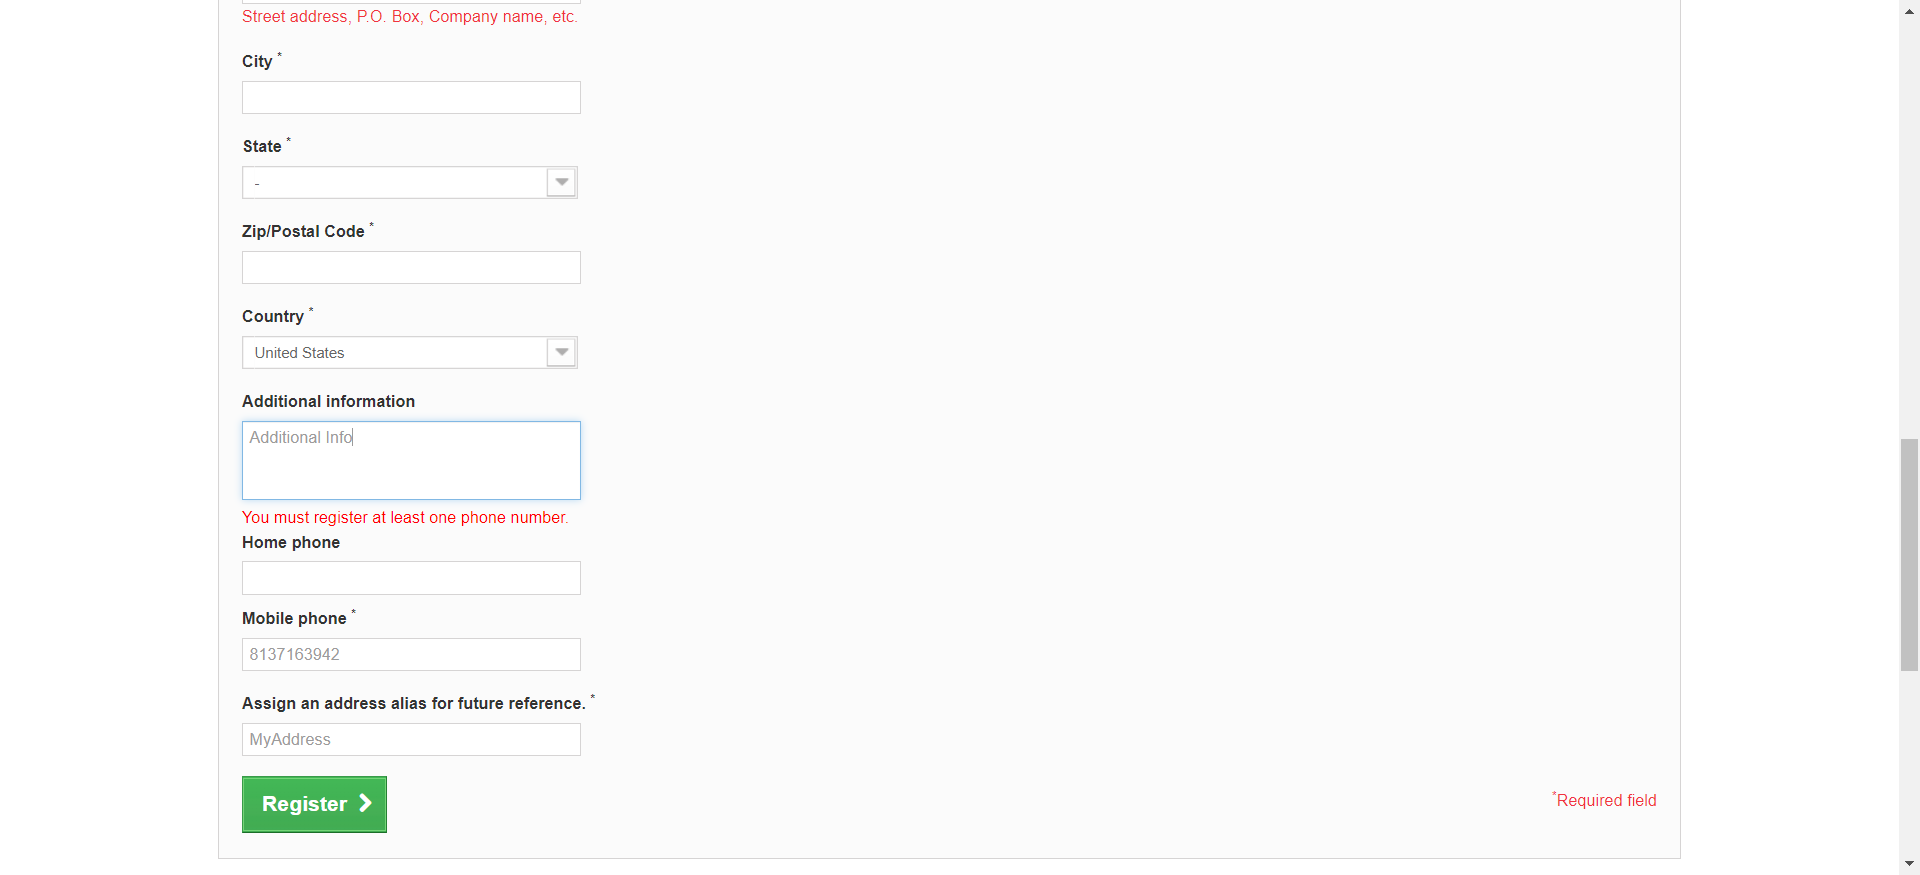 Street address, P.O. Box, Company name, etc.
City *
State *
-
Zip/Postal Code *
Country *
United States
Additional information
Additional Info
You must register at least one phone number.
Home phone
Mobile phone *
8137163942
Assign an address alias for future reference. *
MyAddress
Register
*Required field